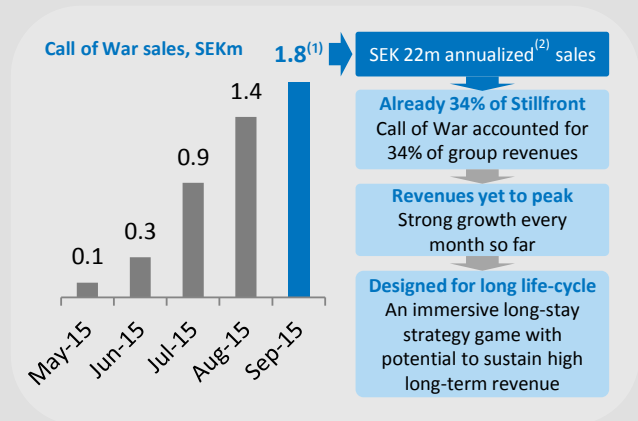 Call of War sales, SEKm
1.8(1)
1.4
0.9
0.3
0.1
May-15
Jun-15
Jul-15
Aug-15
Sep-15
SEK 22m annualized(2) sales
Already 34% of Stillfront
Call of War accounted for
34% of group revenues
Revenues yet to peak
Strong growth every
month so far
Designed for long life-cycle
An immersive long-stay
strategy game with
potential to sustain high
long-term revenue